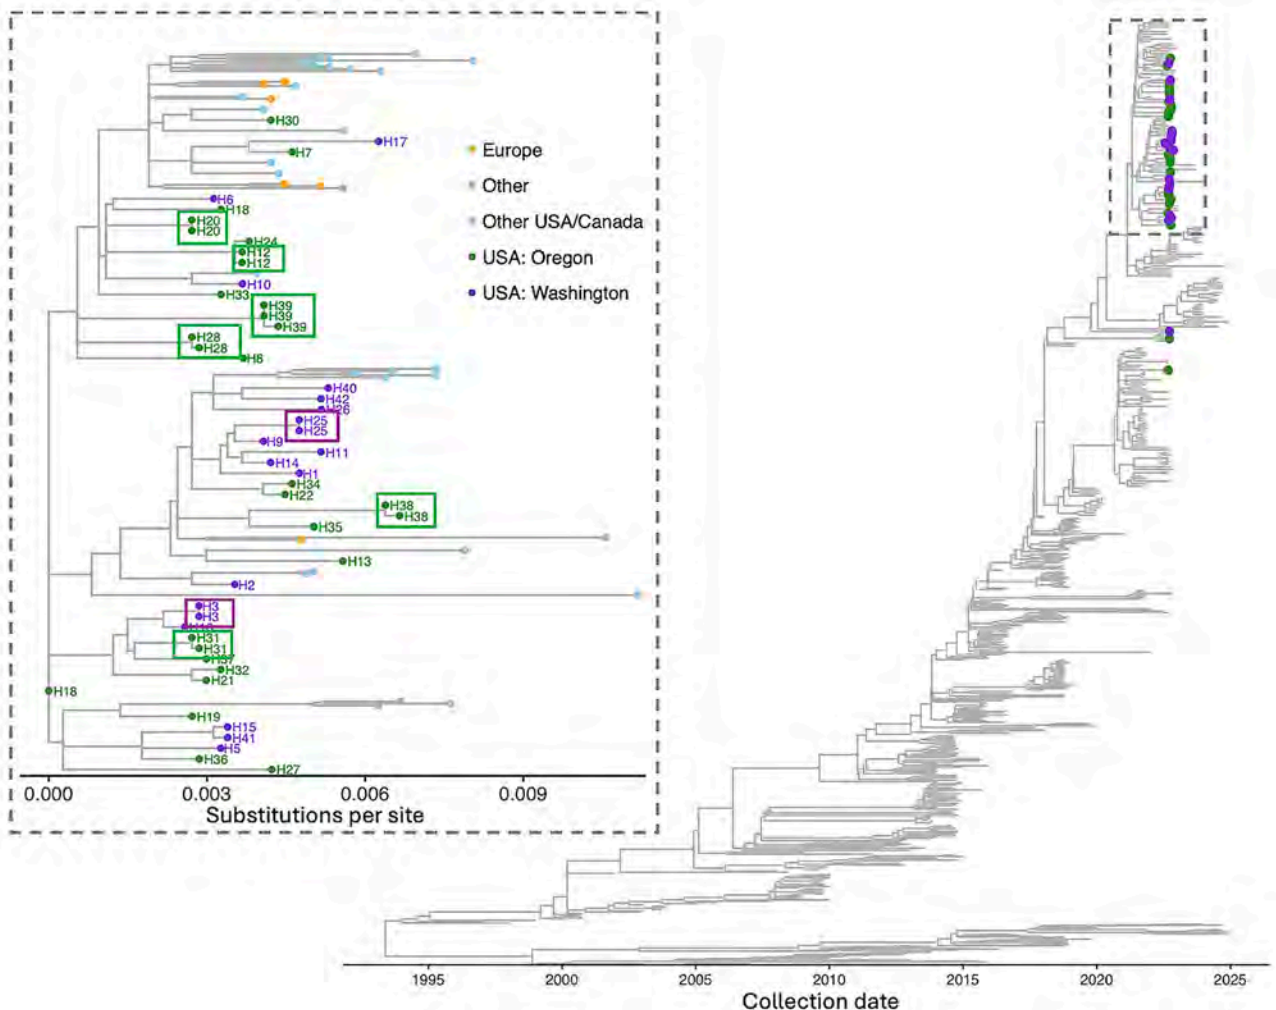 H30
H17
H7
Europe
Other
Other USA/Canada
USA: Oregon
USA: Washington
H6
H18
H20
H20
H24
H12
H12
H10
H33
H39
H39
H39
H28
H28
H8
H40
H42
H26
H25
H25
H9
H11
H14
H1
H34
H22
H38
H38
H35
H13
H2
H3
H3
H31
H31
H37
H32
H21
H18
H19
H15
H41
H5
H36
H27
0.000 0.003 0.006 0.009
Substitutions per site
1995 2000 2005 2010 2015 2020 2025
Collection date